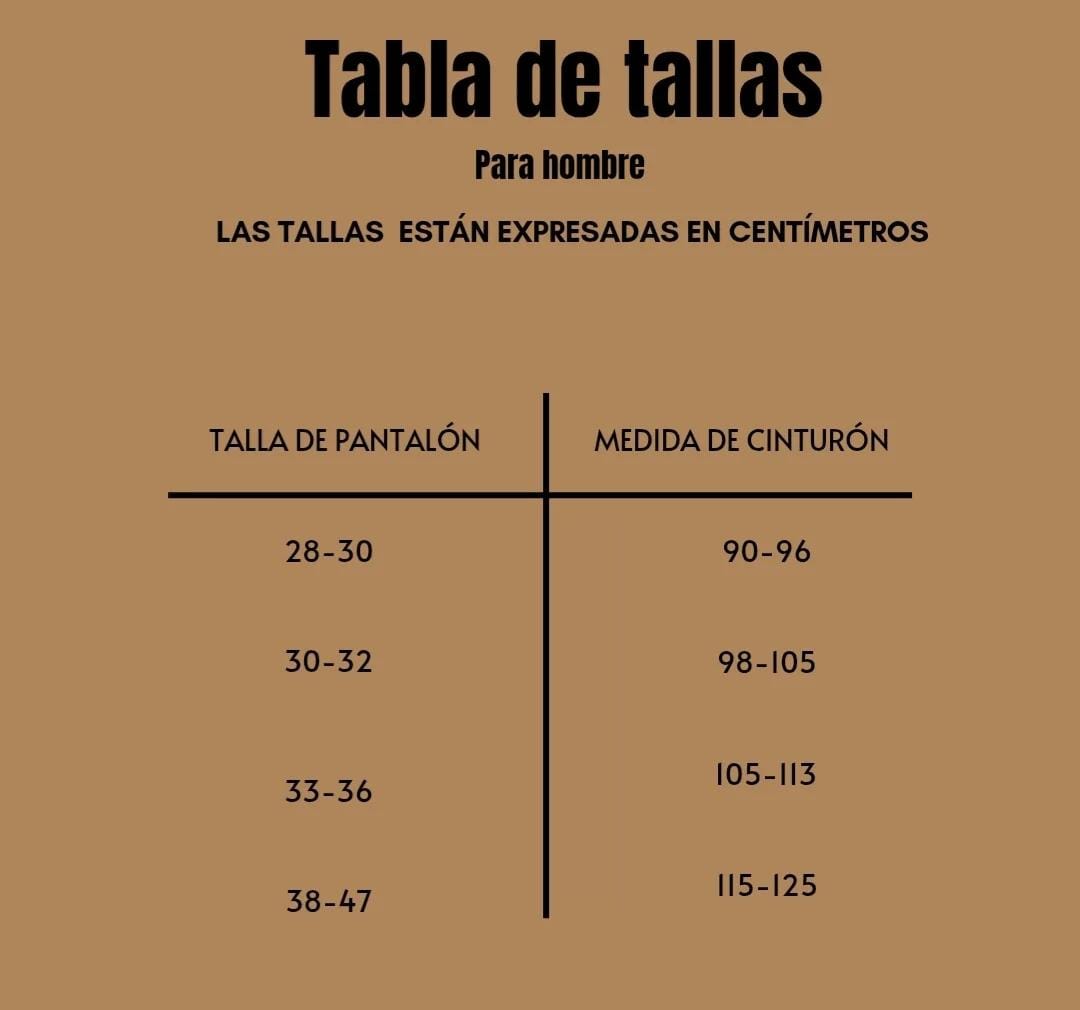 Tabla de tallas
Para hombre
LAS TALLAS ESTÁN EXPRESADAS EN CENTÍMETROS
TALLA DE PANTALÓN MEDIDA DE CINTURÓN
28-30 90-96
30-32 98-105
33-36 105-113
38-47 115-125